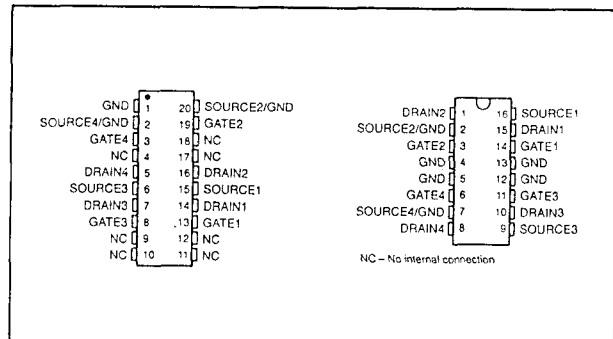 GND 1 20 SOURCE2/GND
SOURCE4/GND 2 19 GATE2
GATE4 3 18 NC
NC 4 17 NC
DRAIN4 5 16 DRAIN2
SOURCE3 6 15 SOURCE1
DRAIN3 7 14 DRAIN1
GATE3 8 13 GATE1
NC 9 12 NC
NC 10 11 NC
DRAIN2 1 16 SOURCE1
SOURCE2/GND 2 15 DRAIN1
GATE2 3 14 GATE1
GND 4 13 GND
GND 5 12 GND
GATE4 6 11 GATE3
SOURCE4/GND 7 10 DRAIN3
DRAIN4 8 9 SOURCE3
NC – No internal connection